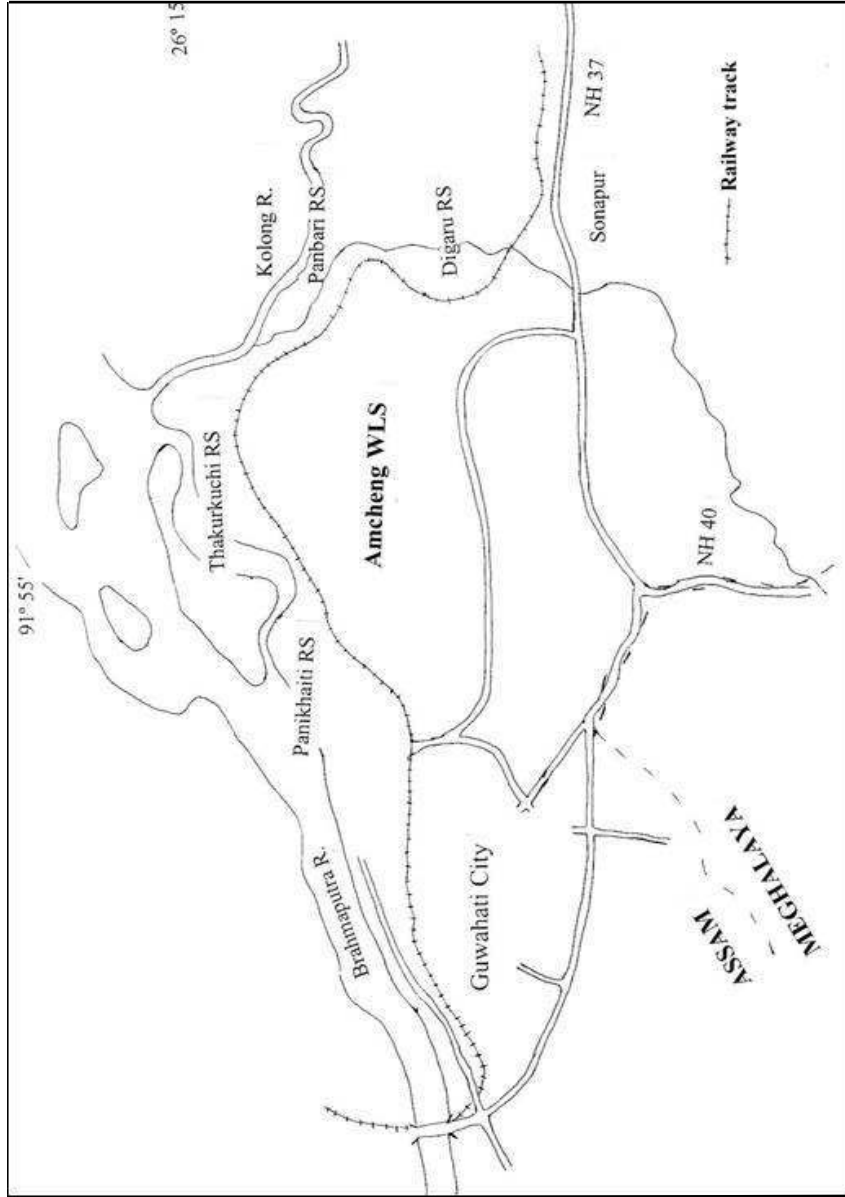 91° 55'
26° 15
Kolong R.
Panbari RS
Thakurkuchi RS
Digaru RS
Panikhaiti RS
Brahmaputra R.
Amcheng WLS
NH 37
Sonapur
Guwahati City
NH 40
Railway track
ASSAM
MEGHALAYA